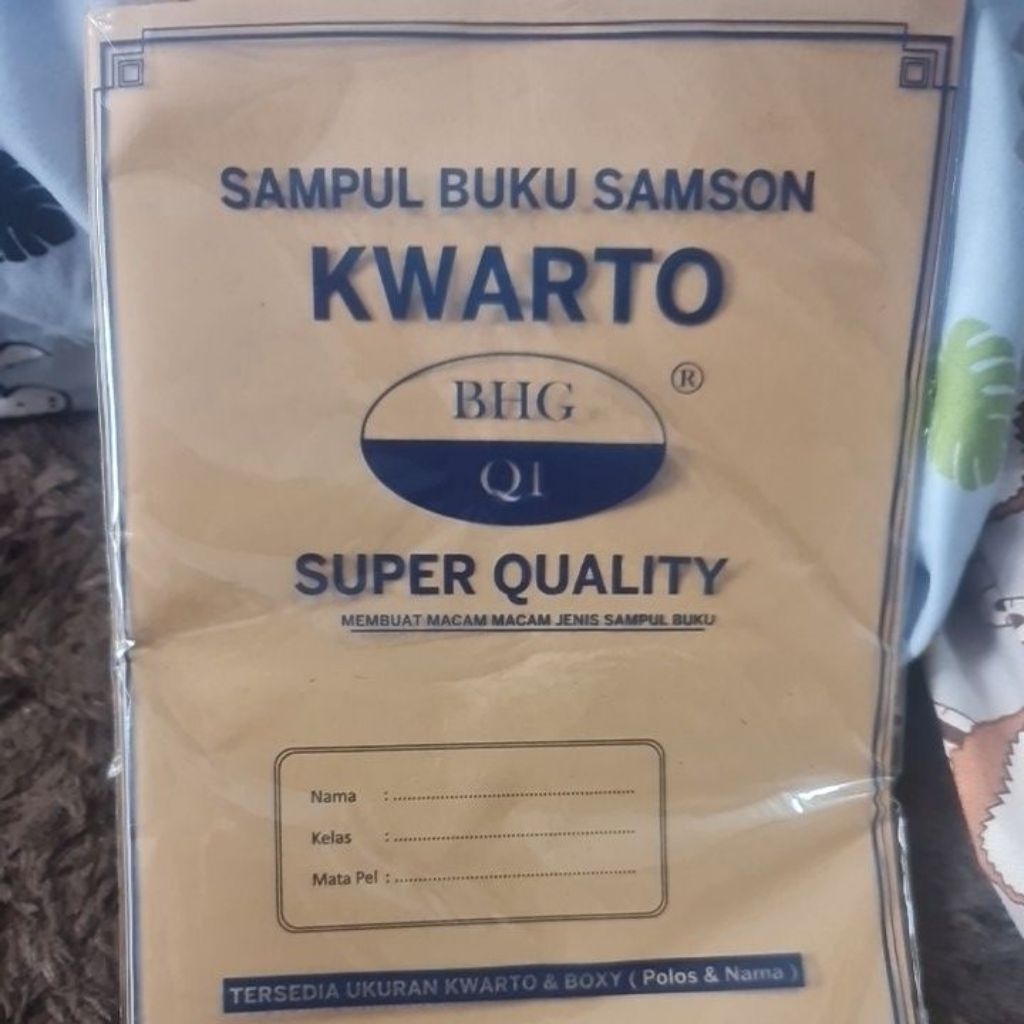 SAMPUL BUKU SAMSON
KWARTO
BHG ®
Q1
SUPER QUALITY
MEMBUAT MACAM MACAM JENIS SAMPUL BUKU
Nama : ............................................................
Kelas : ............................................................
Mata Pel : ............................................................
TERSEDIA UKURAN KWARTO & BOXY ( Polos & Nama )